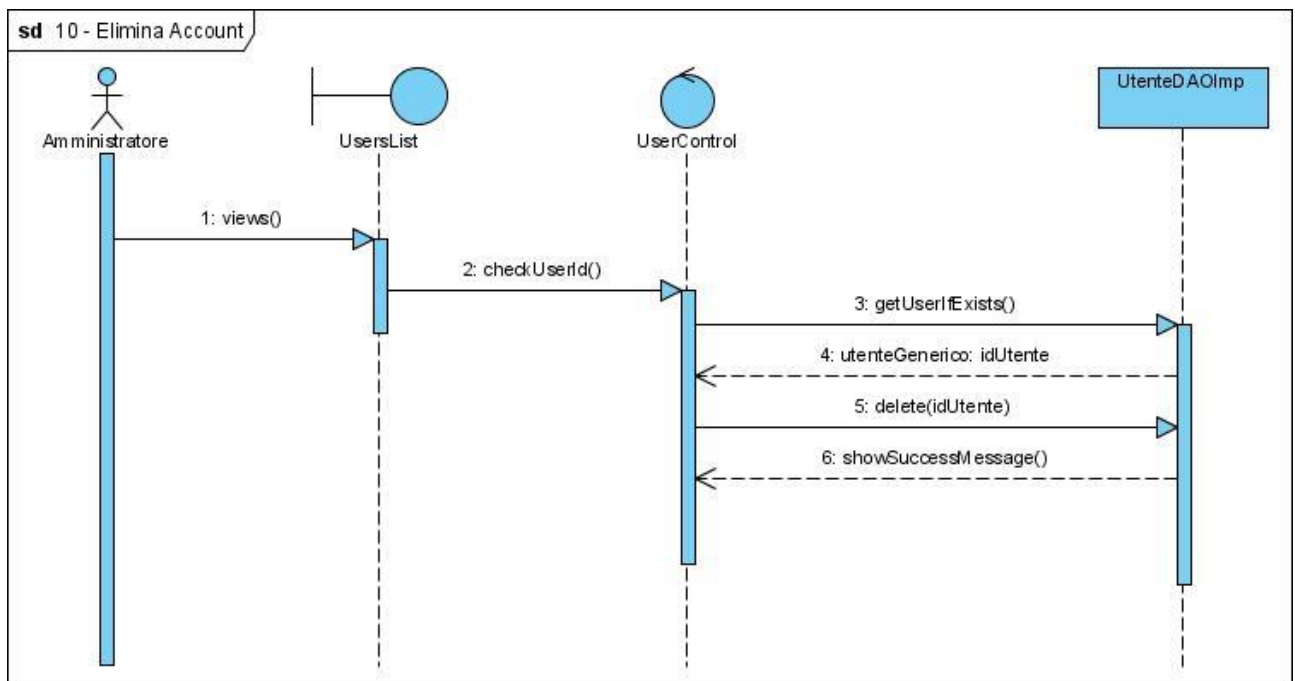 sd 10 - Elimina Account
UtenteDAOImp
Amministratore
UsersList
UserControl
1: views()
2: checkUserId()
3: getUserIfExists()
4: utenteGenerico: idUtente
5: delete(idUtente)
6: showSuccessMessage()